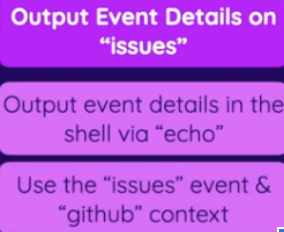 Output Event Details on
“issues”
Output event details in the
shell via “echo”
Use the “issues” event &
“github” context